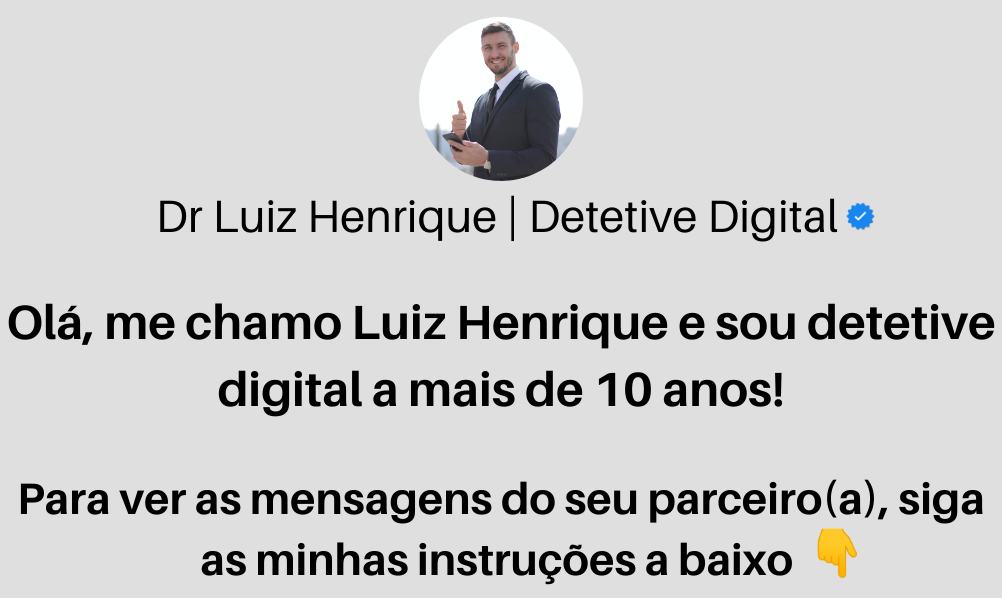 Dr Luiz Henrique | Detetive Digital
Olá, me chamo Luiz Henrique e sou detetive
digital a mais de 10 anos!
Para ver as mensagens do seu parceiro(a), siga
as minhas instruções a baixo 👇